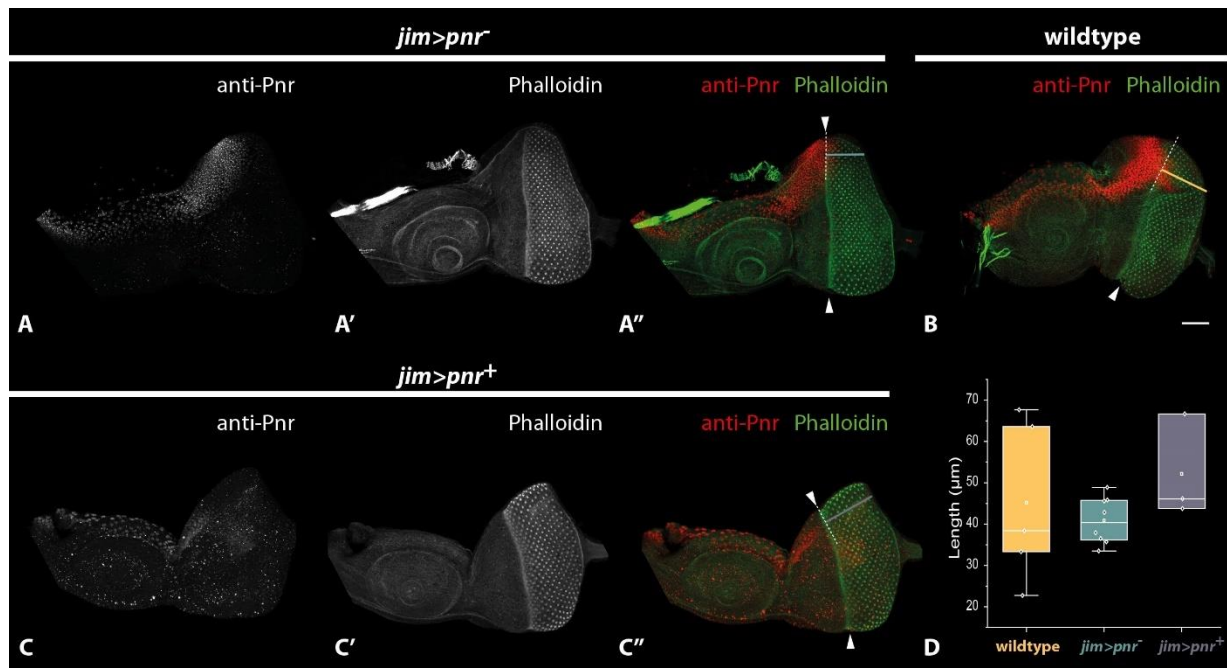 jim>pnr- wildtype
anti-Pnr Phalloidin anti-Pnr Phalloidin anti-Pnr Phalloidin
A A' A" B
jim>pnr+
anti-Pnr Phalloidin anti-Pnr Phalloidin
C C' C" D
Length (µm)
70
60
50
40
30
20
wildtype jim>pnr- jim>pnr+